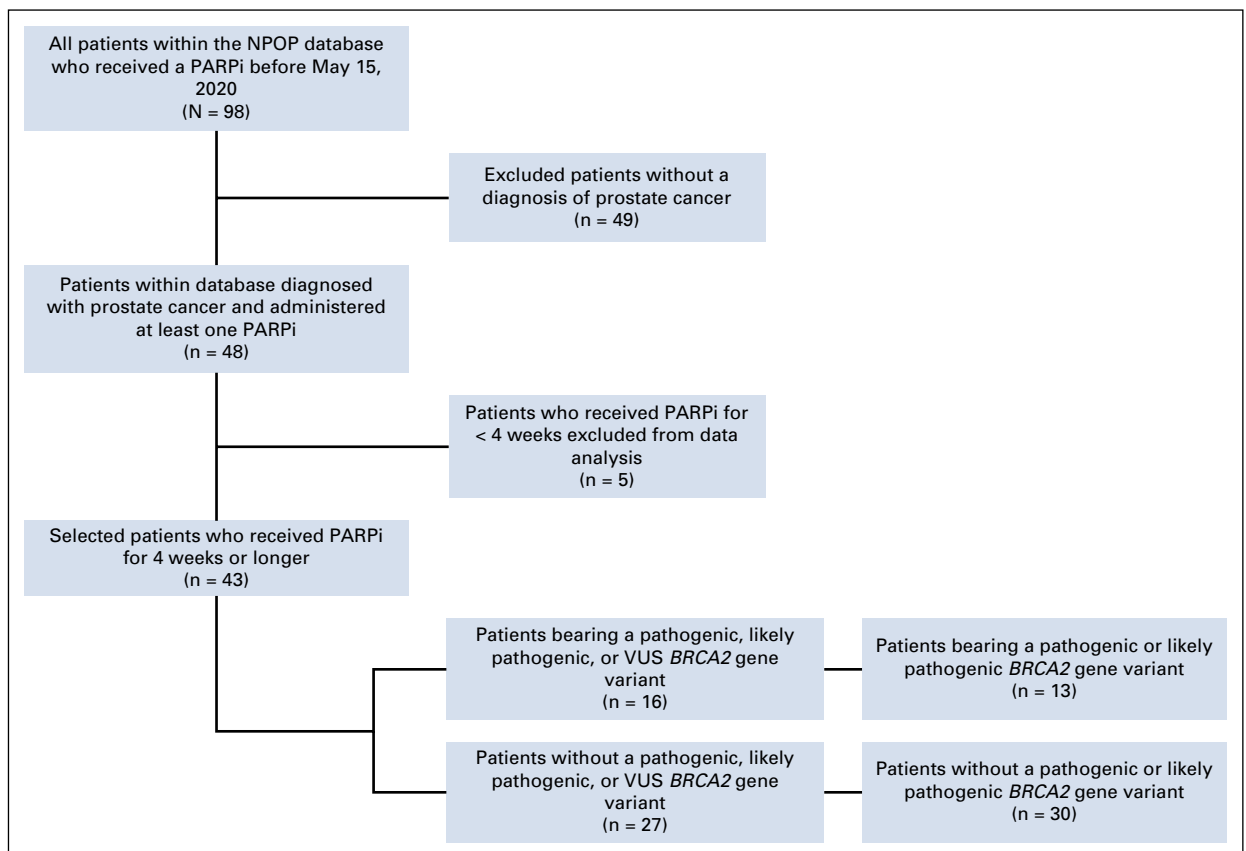 All patients within the NPOP database
who received a PARPi before May 15,
2020
(N = 98)
Excluded patients without a
diagnosis of prostate cancer
(n = 49)
Patients within database diagnosed
with prostate cancer and administered
at least one PARPi
(n = 48)
Patients who received PARPi for
< 4 weeks excluded from data
analysis
(n = 5)
Selected patients who received PARPi
for 4 weeks or longer
(n = 43)
Patients bearing a pathogenic, likely
pathogenic, or VUS BRCA2 gene
variant
(n = 16)
Patients bearing a pathogenic or likely
pathogenic BRCA2 gene variant
(n = 13)
Patients without a pathogenic, likely
pathogenic, or VUS BRCA2 gene
variant
(n = 27)
Patients without a pathogenic or likely
pathogenic BRCA2 gene variant
(n = 30)